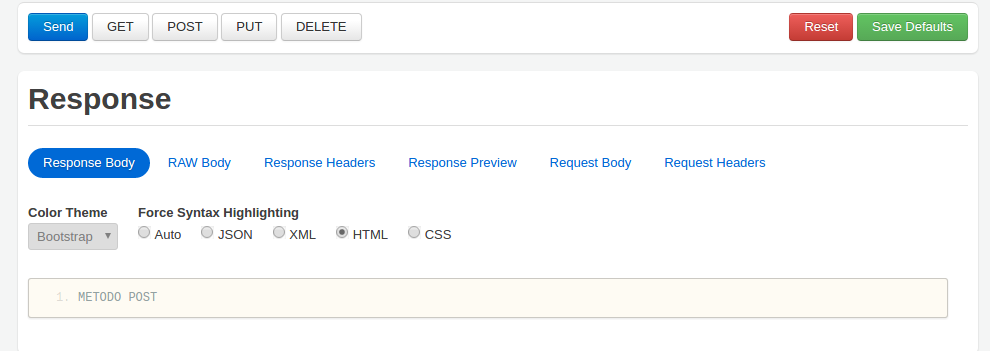 Send GET POST PUT DELETE Reset Save Defaults
Response
Response Body RAW Body Response Headers Response Preview Request Body Request Headers
Color Theme Force Syntax Highlighting
Bootstrap Auto JSON XML HTML CSS
1. METODO POST